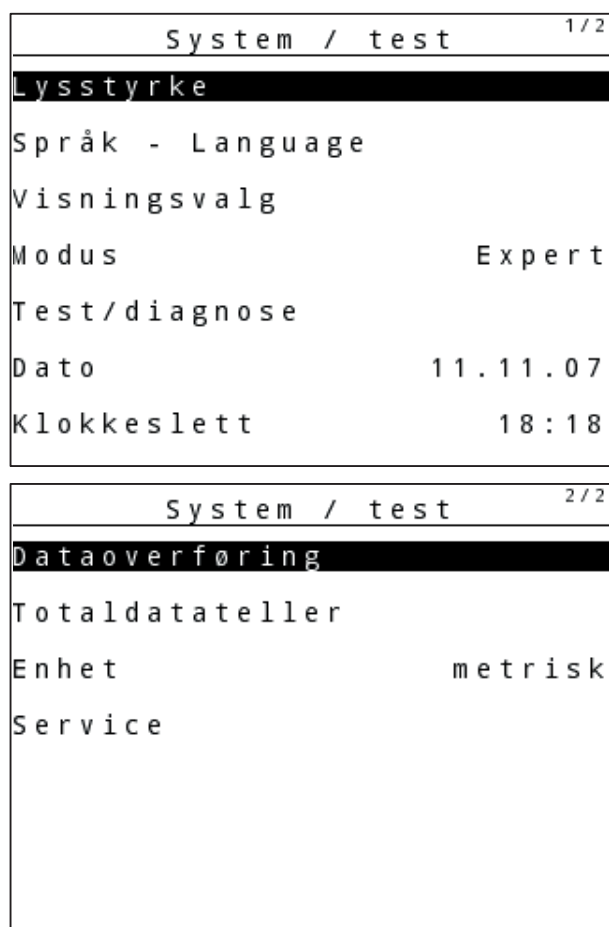 System / test 1/2
Lysstyrke
Språk - Language
Visningsvalg
Modus Expert
Test/diagnose
Dato 11.11.07
Klokkeslett 18:18
System / test 2/2
Dataoverføring
Totaldatateller
Enhet metrisk
Service